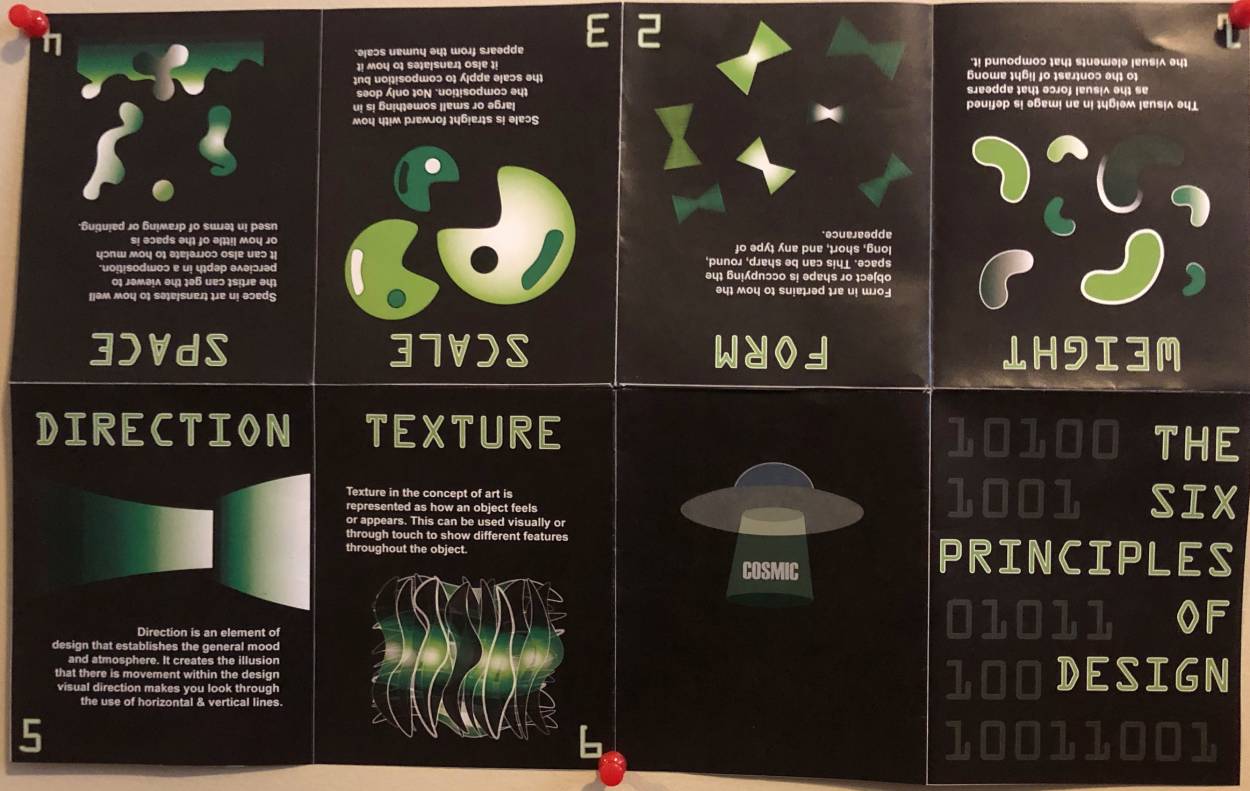 SPACE
Space in art translates to how well
the artist can get the viewer to
percieve depth in a composition.
It can also correlate to how much
or how little of the space is
used in terms of drawing or painting.
4
SCALE
Scale is straight forward with how
large or small something is in
the composition. Not only does
the scale apply to composition but
it also translates to how it
appears from the human scale.
3
FORM
Form in art pertains to how the
object or shape is occupying the
space. This can be sharp, round,
long, short, and any type of
appearance.
2
WEIGHT
The visual weight in an image is defined
as the visual force that appears
to the contrast of light among
the visual elements that compound it.
1
DIRECTION
Direction is an element of
design that establishes the general mood
and atmosphere. It creates the illusion
that there is movement within the design
visual direction makes you look through
the use of horizontal & vertical lines.
5
TEXTURE
Texture in the concept of art is
represented as how an object feels
or appears. This can be used visually or
through touch to show different features
throughout the object.
6
COSMIC
10100 THE
1001 SIX
PRINCIPLES
01011 OF
100 DESIGN
10011001